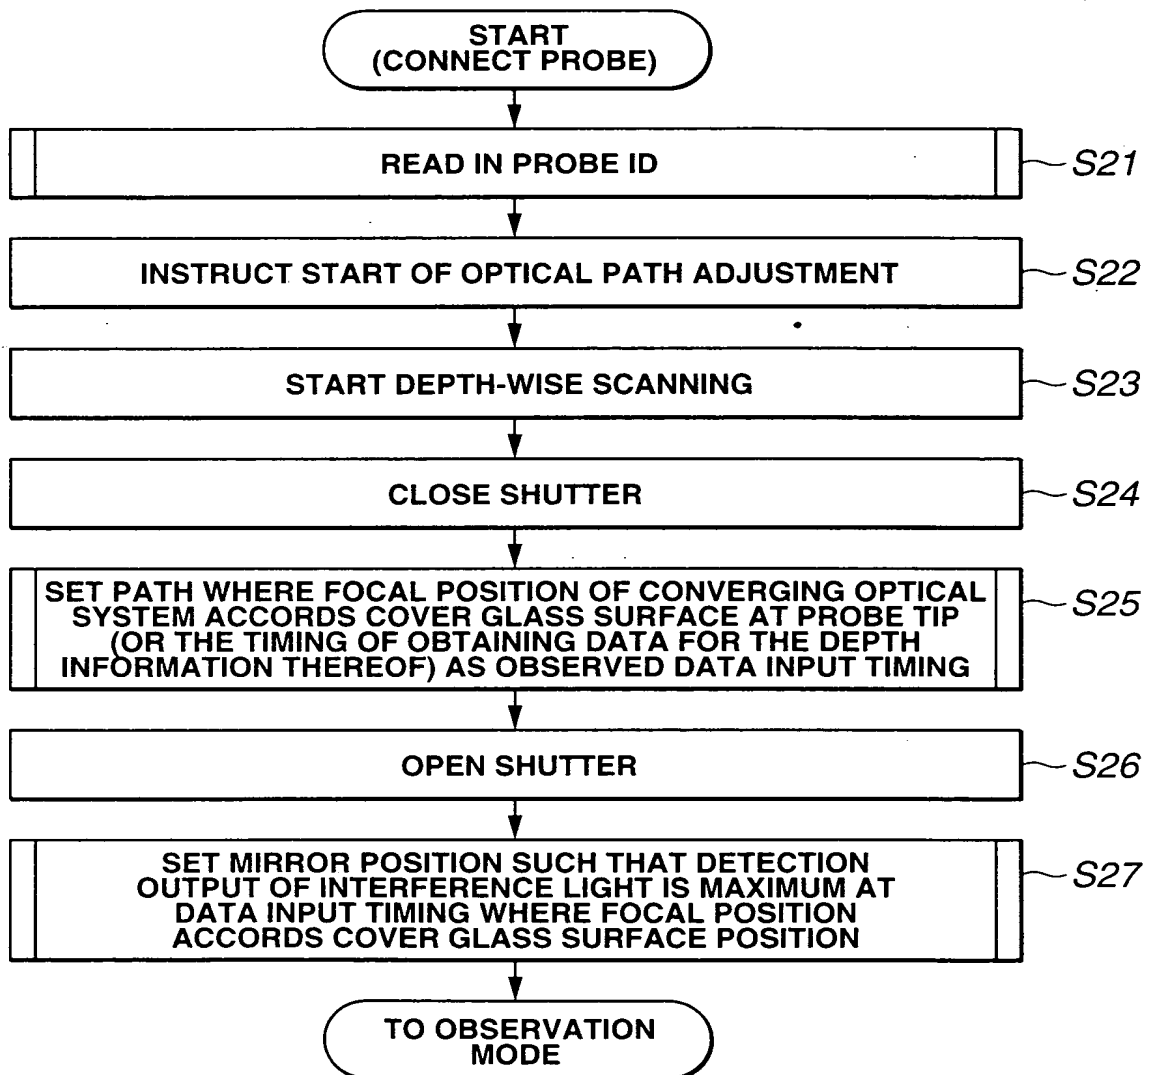 START
(CONNECT PROBE)
READ IN PROBE ID
S21
INSTRUCT START OF OPTICAL PATH ADJUSTMENT
S22
START DEPTH-WISE SCANNING
S23
CLOSE SHUTTER
S24
SET PATH WHERE FOCAL POSITION OF CONVERGING OPTICAL
SYSTEM ACCORDS COVER GLASS SURFACE AT PROBE TIP
(OR THE TIMING OF OBTAINING DATA FOR THE DEPTH
INFORMATION THEREOF) AS OBSERVED DATA INPUT TIMING
S25
OPEN SHUTTER
S26
SET MIRROR POSITION SUCH THAT DETECTION
OUTPUT OF INTERFERENCE LIGHT IS MAXIMUM AT
DATA INPUT TIMING WHERE FOCAL POSITION
ACCORDS COVER GLASS SURFACE POSITION
S27
TO OBSERVATION
MODE